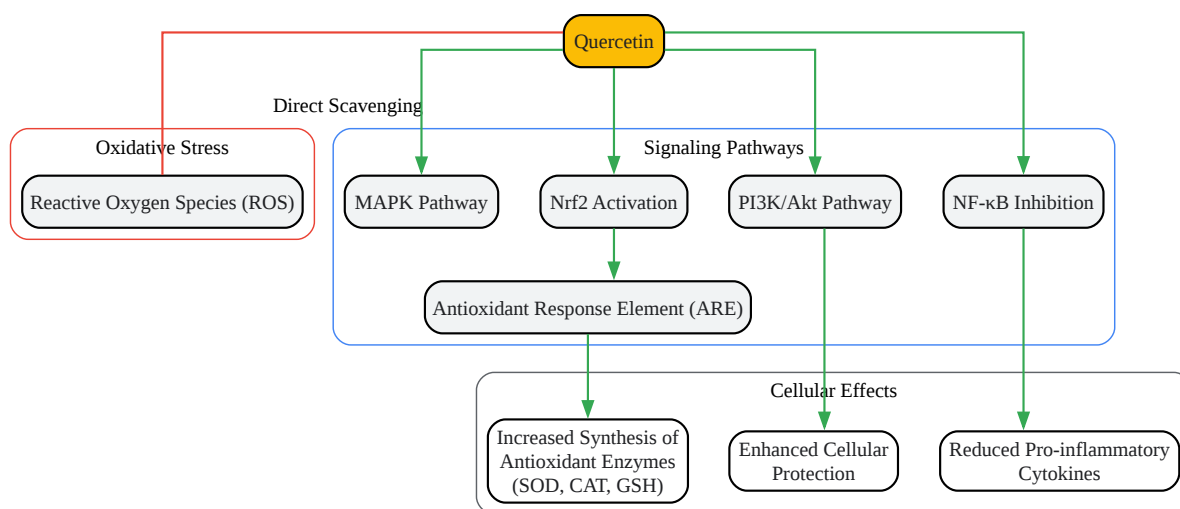 Quercetin
Direct Scavenging
Oxidative Stress
Signaling Pathways
Reactive Oxygen Species (ROS)
MAPK Pathway
Nrf2 Activation
PI3K/Akt Pathway
NF-κB Inhibition
Antioxidant Response Element (ARE)
Cellular Effects
Increased Synthesis of
Antioxidant Enzymes
(SOD, CAT, GSH)
Enhanced Cellular
Protection
Reduced Pro-inflammatory
Cytokines